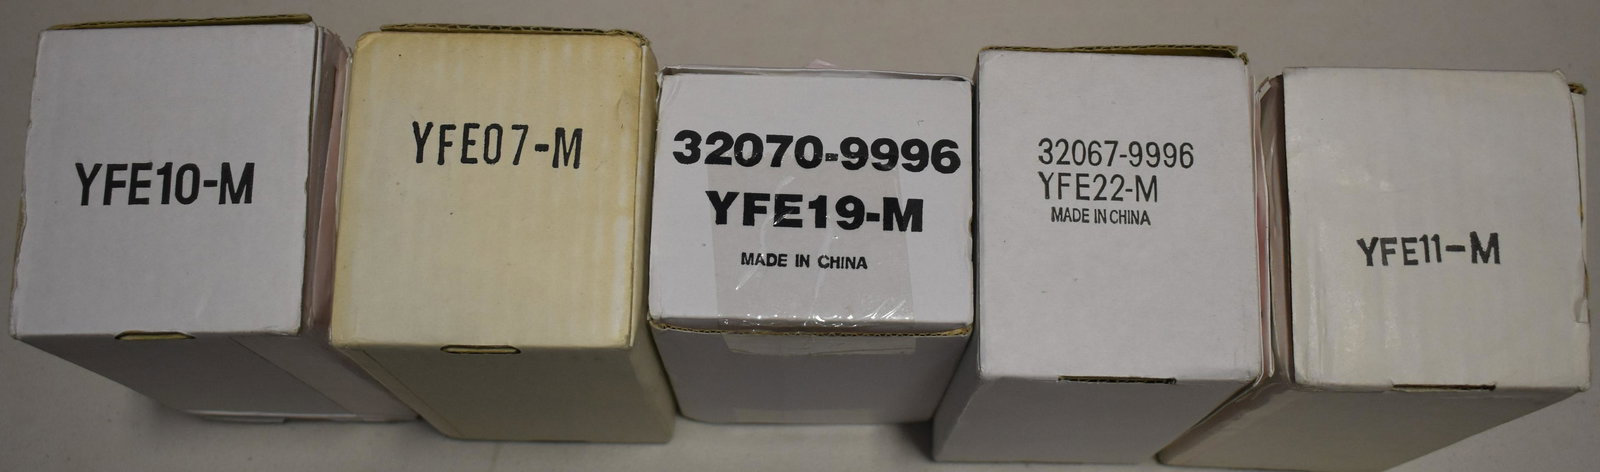 YFE10-M
YFE07-M
32070-9996
YFE19-M
MADE IN CHINA
32067-9996
YFE22-M
MADE IN CHINA
YFE11-M